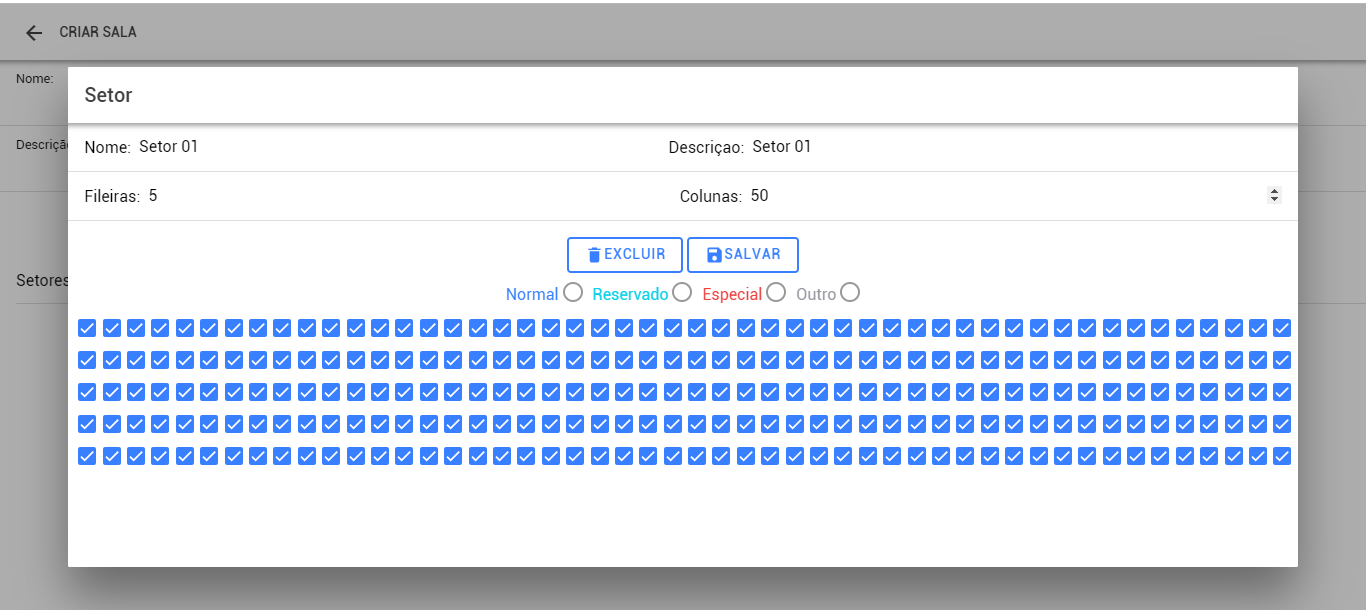 CRIAR SALA
Nome:
Descrição
Setores
Setor
Nome: Setor 01 Descriçao: Setor 01
Fileiras: 5 Colunas: 50
EXCLUIR SALVAR
Normal Reservado Especial Outro